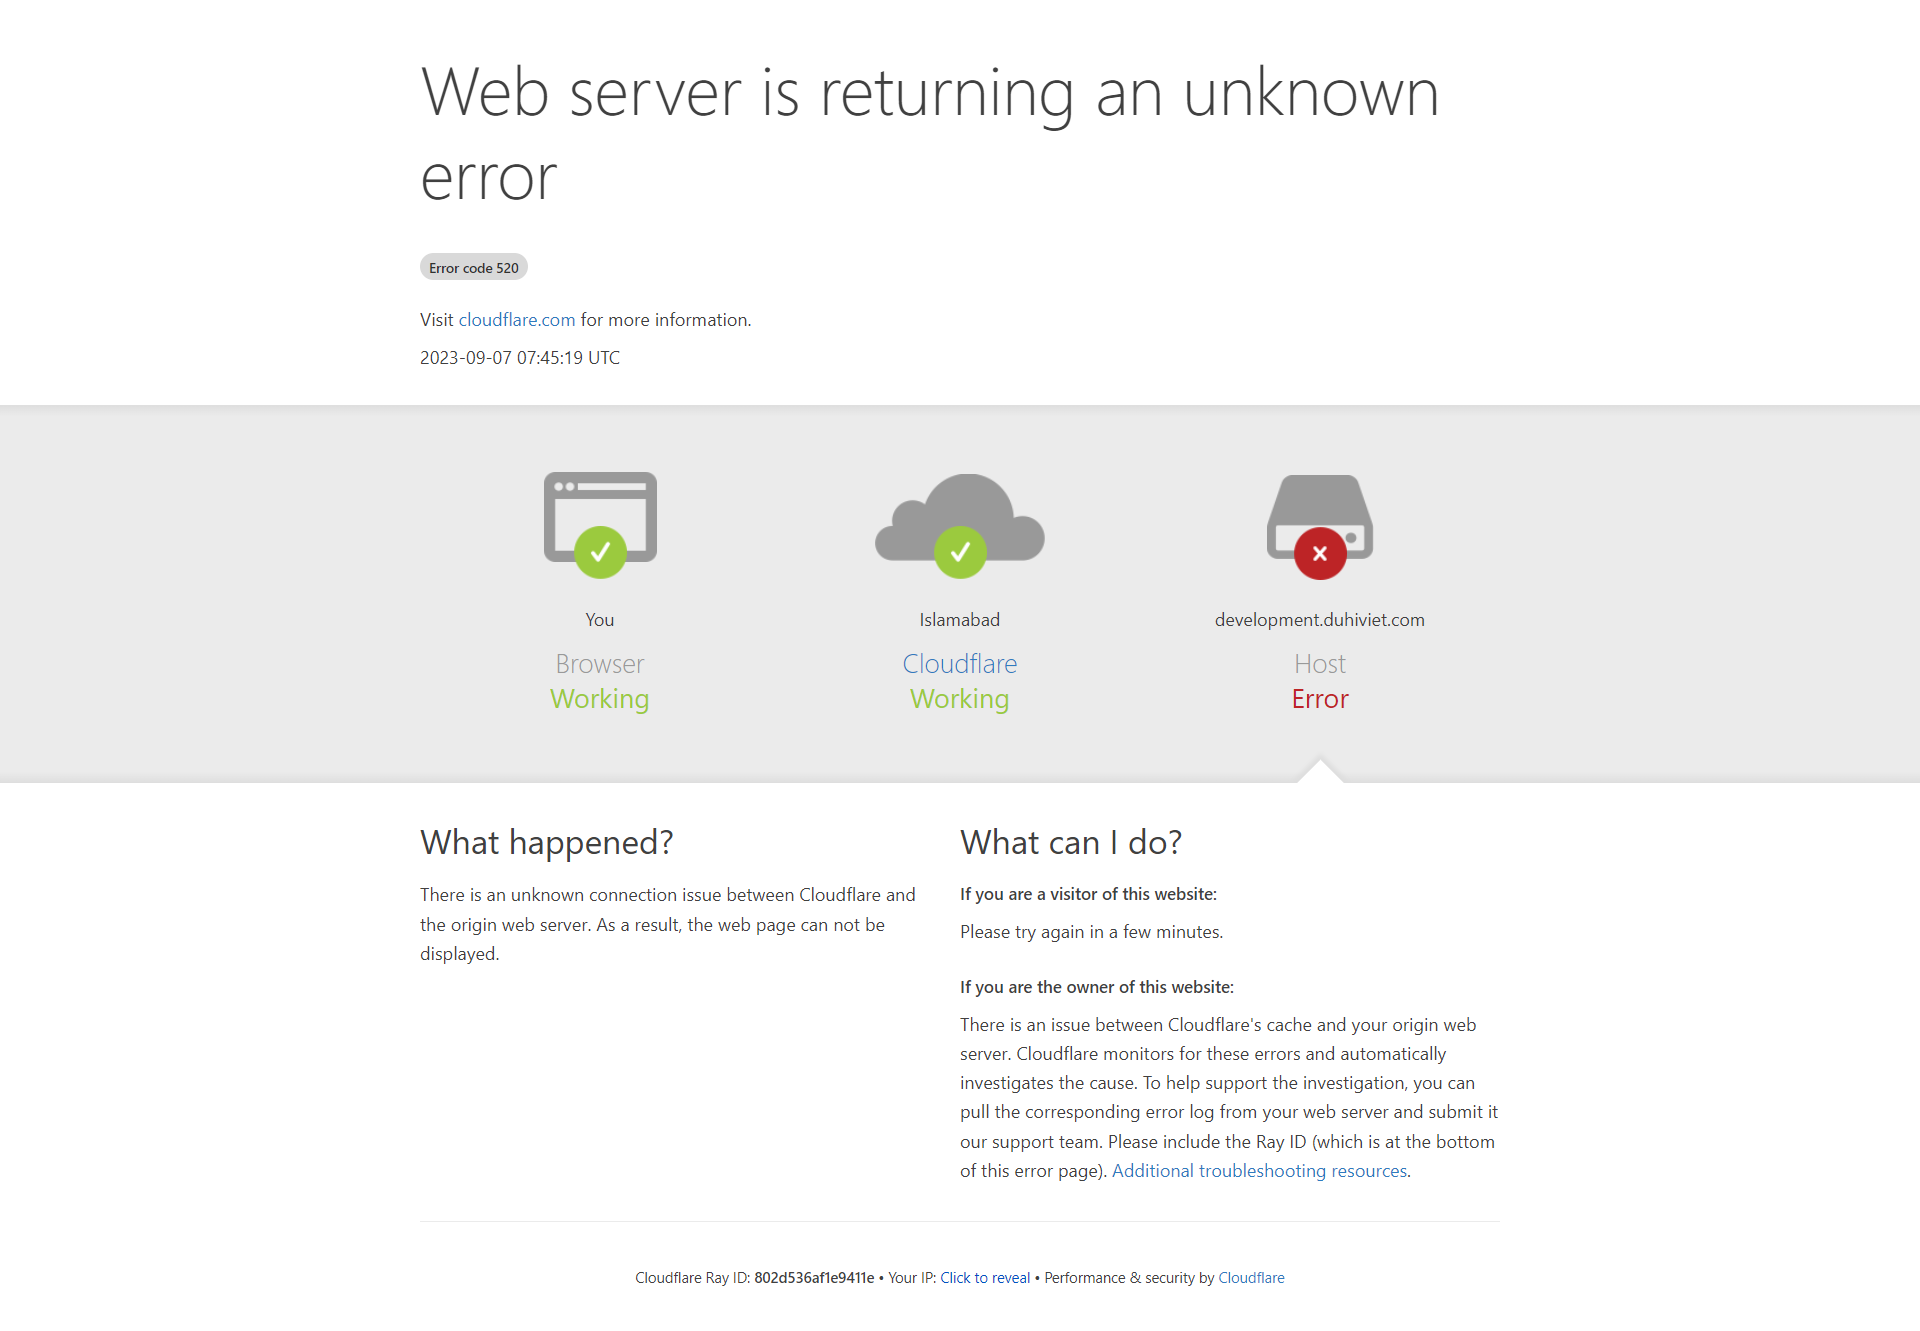 Web server is returning an unknown
error
Error code 520
Visit cloudflare.com for more information.
2023-09-07 07:45:19 UTC
You
Browser
Working
Islamabad
Cloudflare
Working
development.duhiviet.com
Host
Error
What happened?
There is an unknown connection issue between Cloudflare and
the origin web server. As a result, the web page can not be
displayed.
What can I do?
If you are a visitor of this website:
Please try again in a few minutes.
If you are the owner of this website:
There is an issue between Cloudflare's cache and your origin web
server. Cloudflare monitors for these errors and automatically
investigates the cause. To help support the investigation, you can
pull the corresponding error log from your web server and submit it
our support team. Please include the Ray ID (which is at the bottom
of this error page). Additional troubleshooting resources.
Cloudflare Ray ID: 802d536af1e9411e • Your IP: Click to reveal • Performance & security by Cloudflare